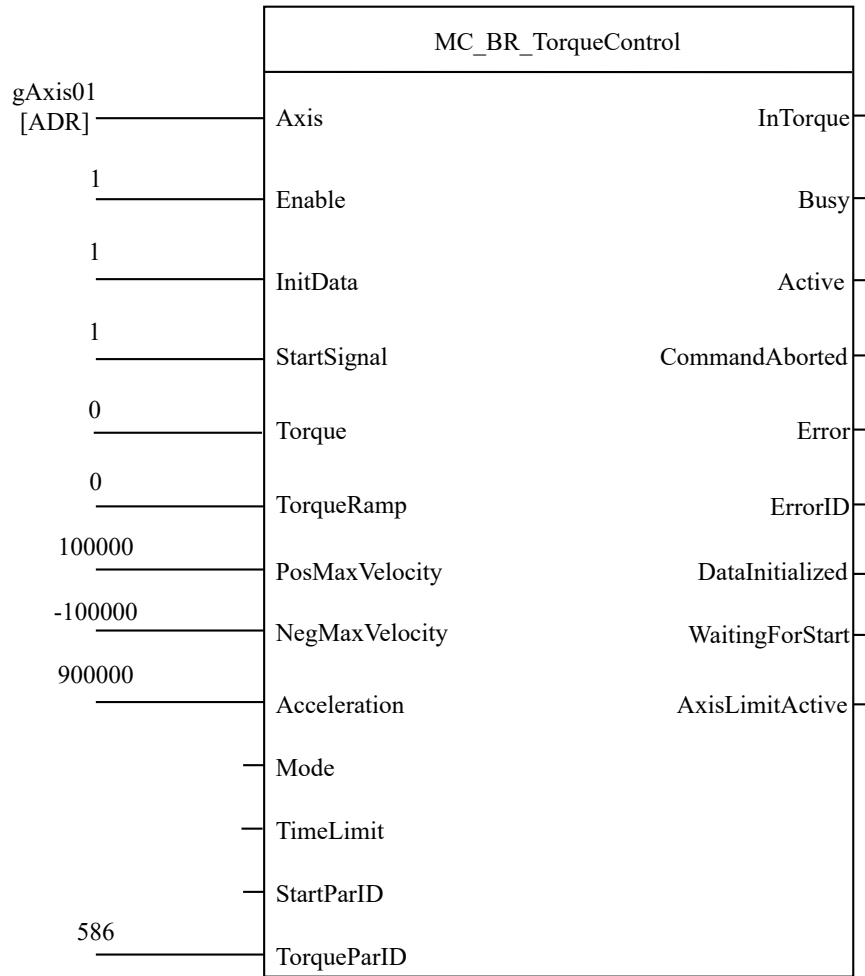 MC_BR_TorqueControl
gAxis01
[ADR]
Axis
InTorque
1
Enable
Busy
1
InitData
Active
1
StartSignal
CommandAborted
0
Torque
Error
0
TorqueRamp
ErrorID
100000
PosMaxVelocity
DataInitialized
-100000
NegMaxVelocity
WaitingForStart
900000
Acceleration
AxisLimitActive
Mode
TimeLimit
StartParID
586
TorqueParID